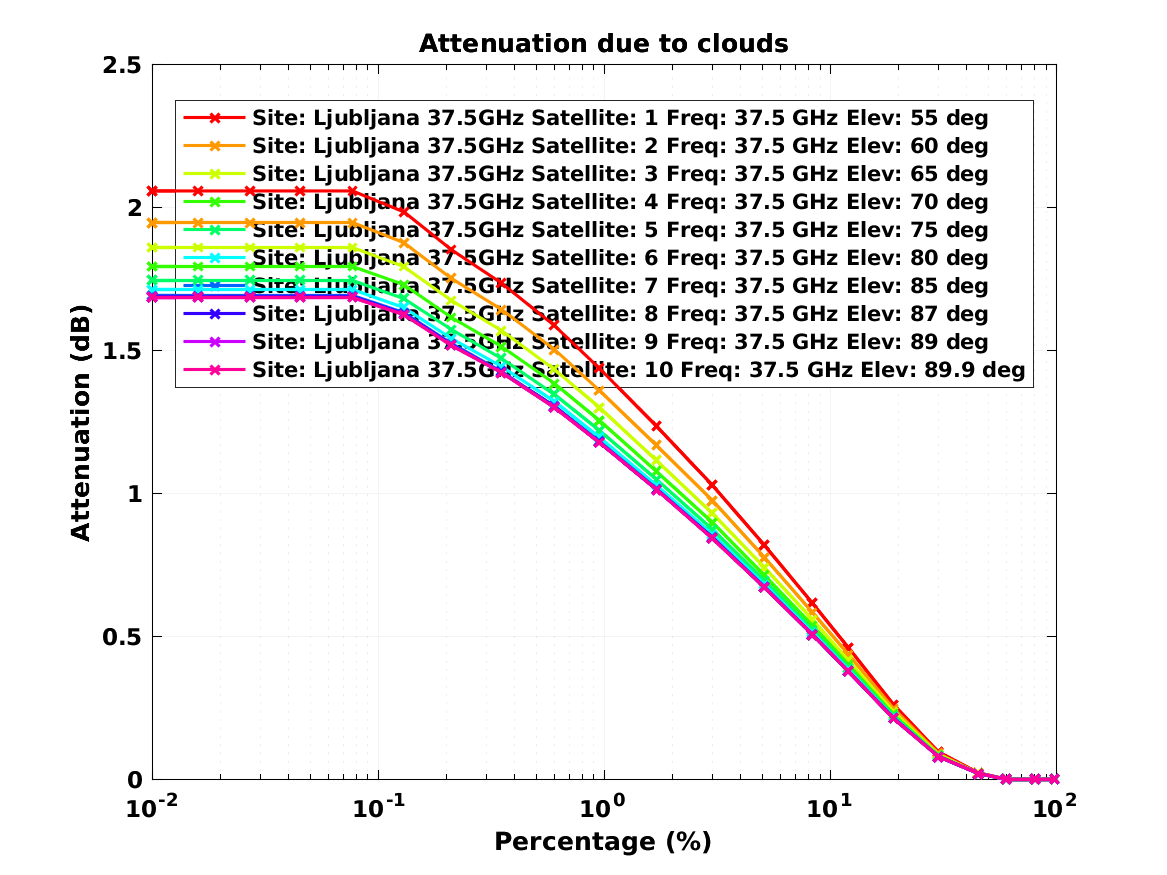 Attenuation due to clouds
2.5
2
1.5
1
0.5
0
Attenuation (dB)
Site: Ljubljana 37.5GHz Satellite: 1 Freq: 37.5 GHz Elev: 55 deg
Site: Ljubljana 37.5GHz Satellite: 2 Freq: 37.5 GHz Elev: 60 deg
Site: Ljubljana 37.5GHz Satellite: 3 Freq: 37.5 GHz Elev: 65 deg
Site: Ljubljana 37.5GHz Satellite: 4 Freq: 37.5 GHz Elev: 70 deg
Site: Ljubljana 37.5GHz Satellite: 5 Freq: 37.5 GHz Elev: 75 deg
Site: Ljubljana 37.5GHz Satellite: 6 Freq: 37.5 GHz Elev: 80 deg
Site: Ljubljana 37.5GHz Satellite: 7 Freq: 37.5 GHz Elev: 85 deg
Site: Ljubljana 37.5GHz Satellite: 8 Freq: 37.5 GHz Elev: 87 deg
Site: Ljubljana 37.5GHz Satellite: 9 Freq: 37.5 GHz Elev: 89 deg
Site: Ljubljana 37.5GHz Satellite: 10 Freq: 37.5 GHz Elev: 89.9 deg
10^-2 10^-1 10^0 10^1 10^2
Percentage (%)